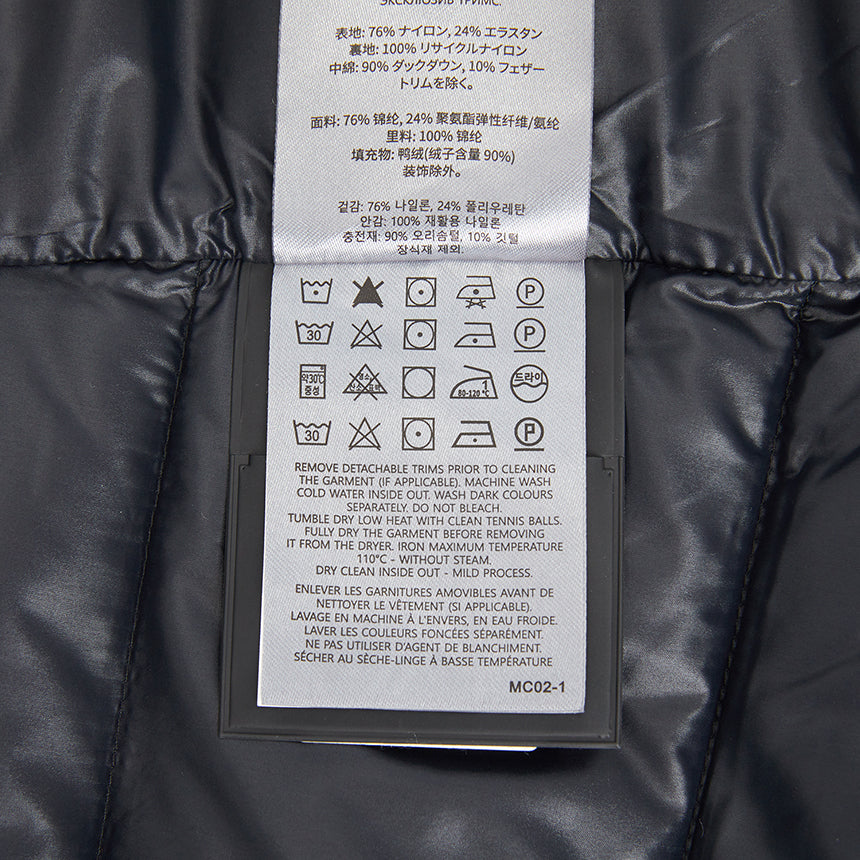 ЭКСКЛЮЗИВ ТРИМС.
表地: 76% ナイロン, 24% エラスタン
裏地: 100% リサイクルナイロン
中綿: 90% ダックダウン, 10% フェザー
トリムを除く。
面料: 76% 锦纶, 24% 聚氨酯弹性纤维/氨纶
里料: 100% 锦纶
填充物: 鸭绒(绒子含量 90%)
装饰除外。
겉감: 76% 나일론, 24% 폴리우레탄
안감: 100% 재활용 나일론
충전재: 90% 오리솜털, 10% 깃털
장식재 제외.
P
30 P
약30℃ 중성 염소 산소 표백 1 80-120 °C 드라이
30 P
REMOVE DETACHABLE TRIMS PRIOR TO CLEANING
THE GARMENT (IF APPLICABLE). MACHINE WASH
COLD WATER INSIDE OUT. WASH DARK COLOURS
SEPARATELY. DO NOT BLEACH.
TUMBLE DRY LOW HEAT WITH CLEAN TENNIS BALLS.
FULLY DRY THE GARMENT BEFORE REMOVING
IT FROM THE DRYER. IRON MAXIMUM TEMPERATURE
110°C - WITHOUT STEAM.
DRY CLEAN INSIDE OUT - MILD PROCESS.
ENLEVER LES GARNITURES AMOVIBLES AVANT DE
NETTOYER LE VÊTEMENT (SI APPLICABLE).
LAVAGE EN MACHINE À L'ENVERS, EN EAU FROIDE.
LAVER LES COULEURS FONCÉES SÉPARÉMENT.
NE PAS UTILISER D'AGENT DE BLANCHIMENT.
SÉCHER AU SÈCHE-LINGE À BASSE TEMPÉRATURE
MC02-1